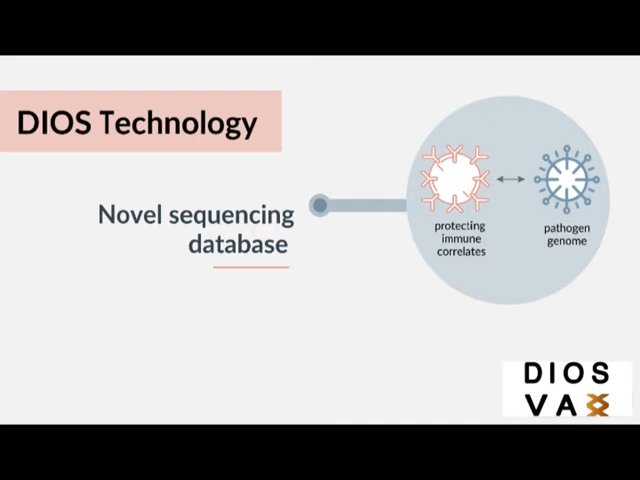 DIOS Technology
Novel sequencing
database
protecting
immune
correlates
pathogen
genome
DIOS
VAX